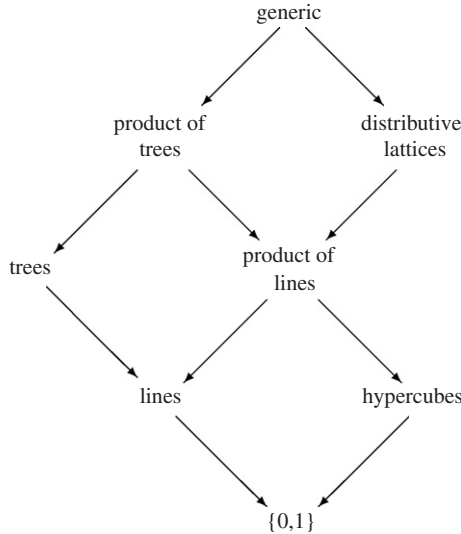 generic
product of
trees
distributive
lattices
trees
product of
lines
lines
hypercubes
{0,1}